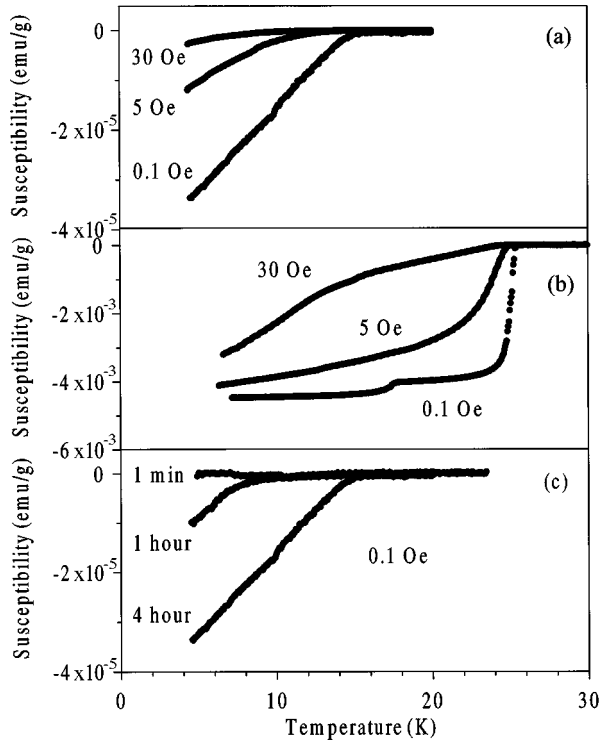 Susceptibility (emu/g)
0
-2 x10⁻⁵
-4 x10⁻⁵
30 Oe
5 Oe
0.1 Oe
(a)
Susceptibility (emu/g)
0
-2 x10⁻³
-4 x10⁻³
-6 x10⁻³
30 Oe
5 Oe
0.1 Oe
(b)
Susceptibility (emu/g)
0
-2 x10⁻⁵
-4 x10⁻⁵
1 min
1 hour
4 hour
0.1 Oe
(c)
0 10 20 30
Temperature (K)